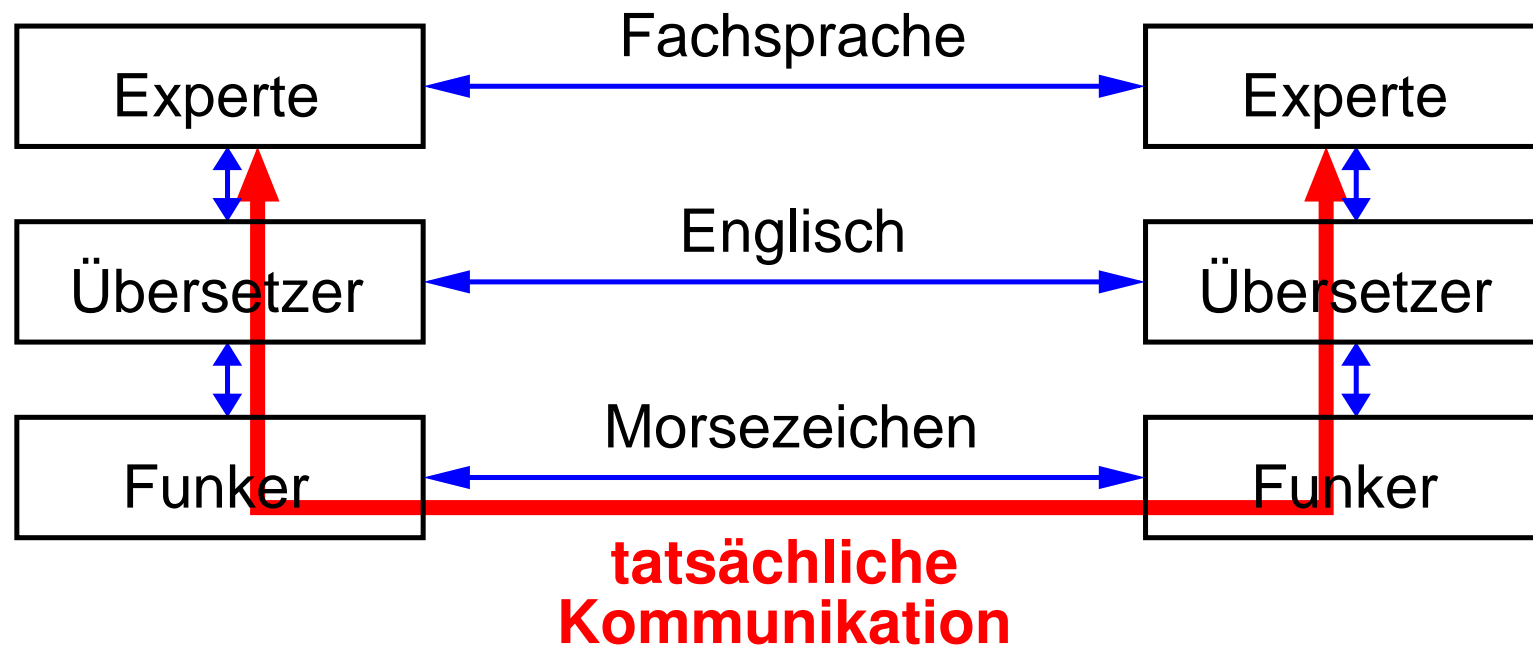 Fachsprache
Experte Experte
Englisch
Übersetzer Übersetzer
Morsezeichen
Funker Funker
tatsächliche
Kommunikation